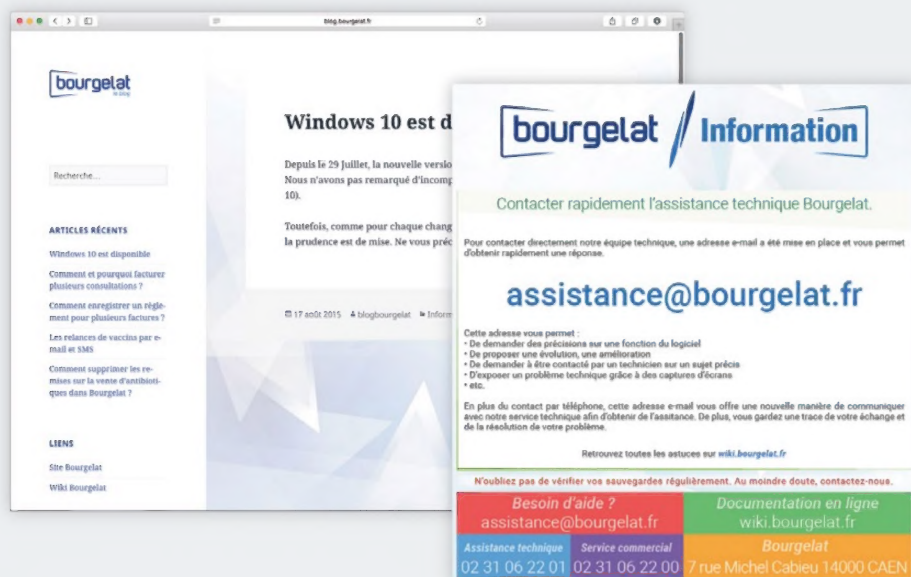 blog.bourgelat.fr
bourgelat
le blog
Recherche...
ARTICLES RÉCENTS
Windows 10 est disponible
Comment et pourquoi facturer
plusieurs consultations ?
Comment enregistrer un règle-
ment pour plusieurs factures ?
Les relances de vaccins par e-
mail et SMS
Comment supprimer les re-
mises sur la vente d'antibioti-
ques dans Bourgelat ?
LIENS
Site Bourgelat
Wiki Bourgelat
Windows 10 est d
Depuis le 29 Juillet, la nouvelle versio
Nous n'avons pas remarqué d'incomp
10).
Toutefois, comme pour chaque chang
la prudence est de mise. Ne vous préc
17 août 2015 blogbourgelat Inform
bourgelat Information
Contacter rapidement l'assistance technique Bourgelat.
Pour contacter directement notre équipe technique, une adresse e-mail a été mise en place et vous permet
d'obtenir rapidement une réponse.
assistance@bourgelat.fr
Cette adresse vous permet :
• De demander des précisions sur une fonction du logiciel
• De proposer une évolution, une amélioration
• De demander à être contacté par un technicien sur un sujet précis
• D'exposer un problème technique grâce à des captures d'écrans
• etc.
En plus du contact par téléphone, cette adresse e-mail vous offre une nouvelle manière de communiquer
avec notre service technique afin d'obtenir de l'assitance. De plus, vous gardez une trace de votre échange et
de la résolution de votre problème.
Retrouvez toutes les astuces sur wiki.bourgelat.fr
N'oubliez pas de vérifier vos sauvegardes régulièrement. Au moindre doute, contactez-nous.
Besoin d'aide ?
assistance@bourgelat.fr
Documentation en ligne
wiki.bourgelat.fr
Assistance technique
02 31 06 22 01
Service commercial
02 31 06 22 00
Bourgelat
7 rue Michel Cabieu 14000 CAEN